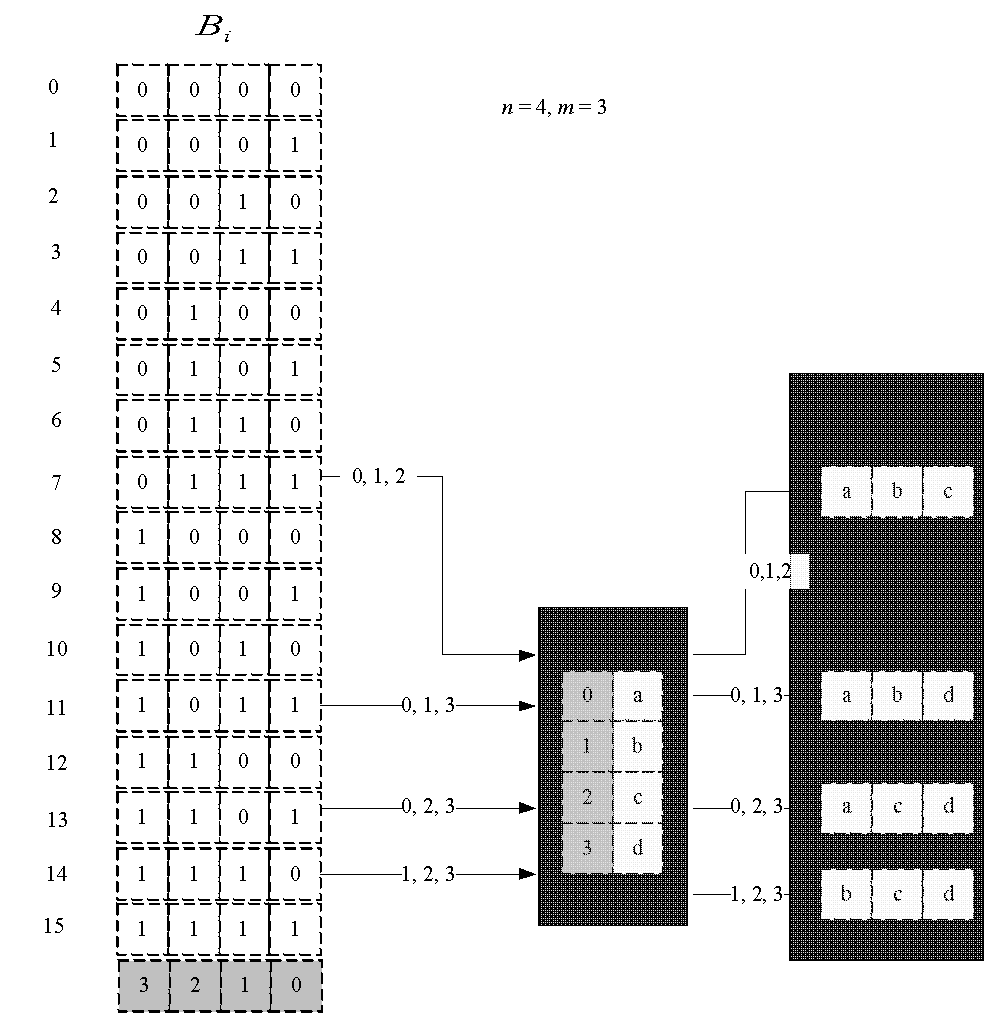 B i
n = 4, m = 3
0 0 0 0 0
1 0 0 0 1
2 0 0 1 0
3 0 0 1 1
4 0 1 0 0
5 0 1 0 1
6 0 1 1 0
7 0 1 1 1 0, 1, 2
8 1 0 0 0
9 1 0 0 1
10 1 0 1 0
11 1 0 1 1 0, 1, 3
12 1 1 0 0
13 1 1 0 1 0, 2, 3
14 1 1 1 0 1, 2, 3
15 1 1 1 1
3 2 1 0
0 a
1 b
2 c
3 d
0,1,2
0, 1, 3
0, 2, 3
1, 2, 3
a b c
a b d
a c d
b c d